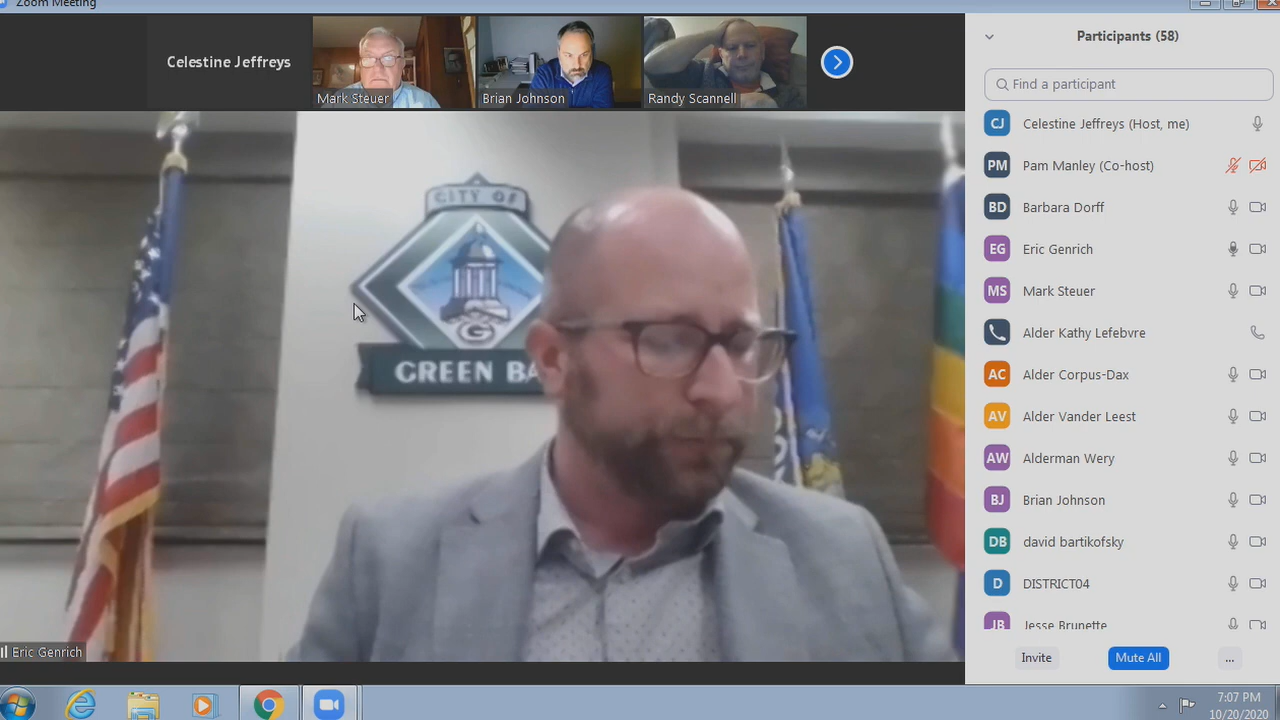 Zoom Meeting
Celestine Jeffreys
Mark Steuer
Brian Johnson
Randy Scannell
CITY OF
G
GREEN BA
Eric Genrich
Participants (58)
Find a participant
CJ Celestine Jeffreys (Host, me)
PM Pam Manley (Co-host)
BD Barbara Dorff
EG Eric Genrich
MS Mark Steuer
Alder Kathy Lefebvre
AC Alder Corpus-Dax
AV Alder Vander Leest
AW Alderman Wery
BJ Brian Johnson
DB david bartikofsky
D DISTRICT04
JB Jesse Brunette
Invite
Mute All
...
7:07 PM
10/20/2020